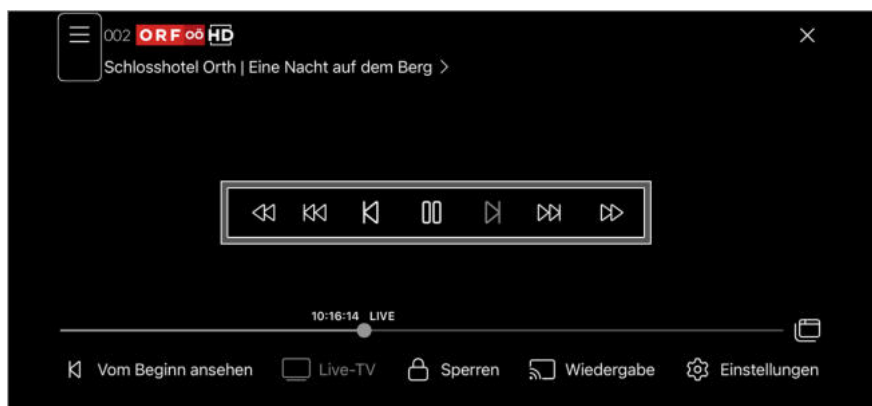 002 ORF oö HD
Schlosshotel Orth | Eine Nacht auf dem Berg >
10:16:14 LIVE
Vom Beginn ansehen Live-TV Sperren Wiedergabe Einstellungen